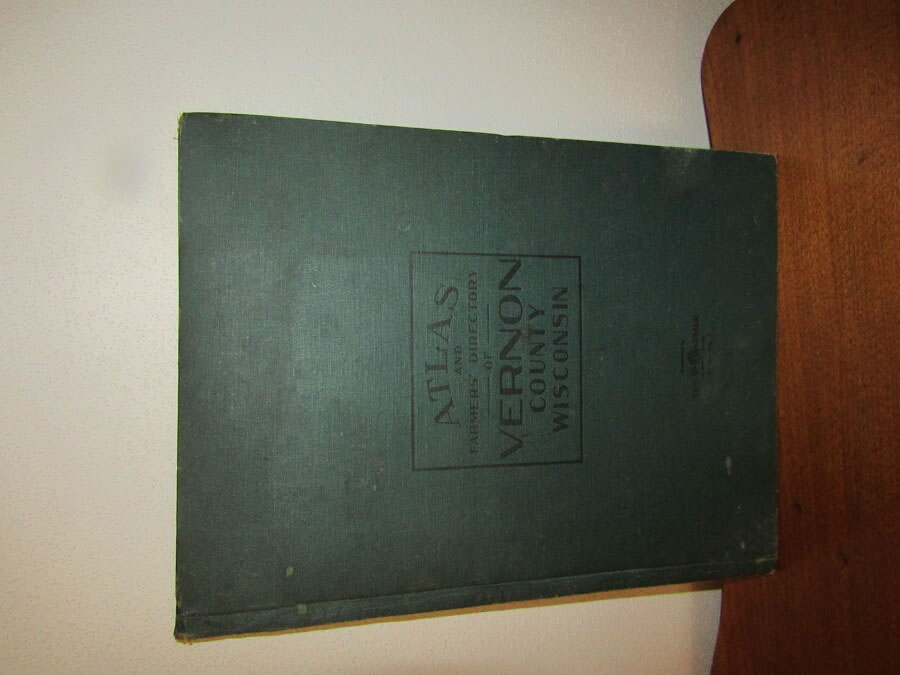 ATLAS
AND
FARMERS' DIRECTORY
OF
VERNON
COUNTY
WISCONSIN